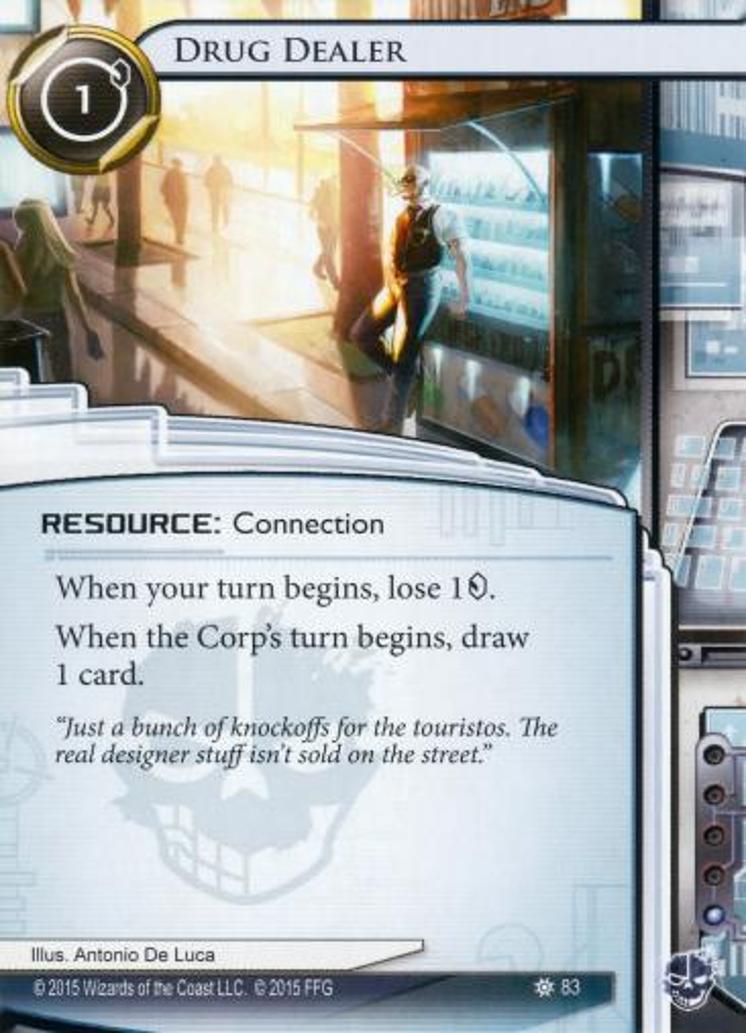 DRUG DEALER
1
RESOURCE: Connection
When your turn begins, lose 1.
When the Corp's turn begins, draw
1 card.
"Just a bunch of knockoffs for the touristos. The
real designer stuff isn't sold on the street."
Illus. Antonio De Luca
© 2015 Wizards of the Coast LLC. © 2015 FFG
83